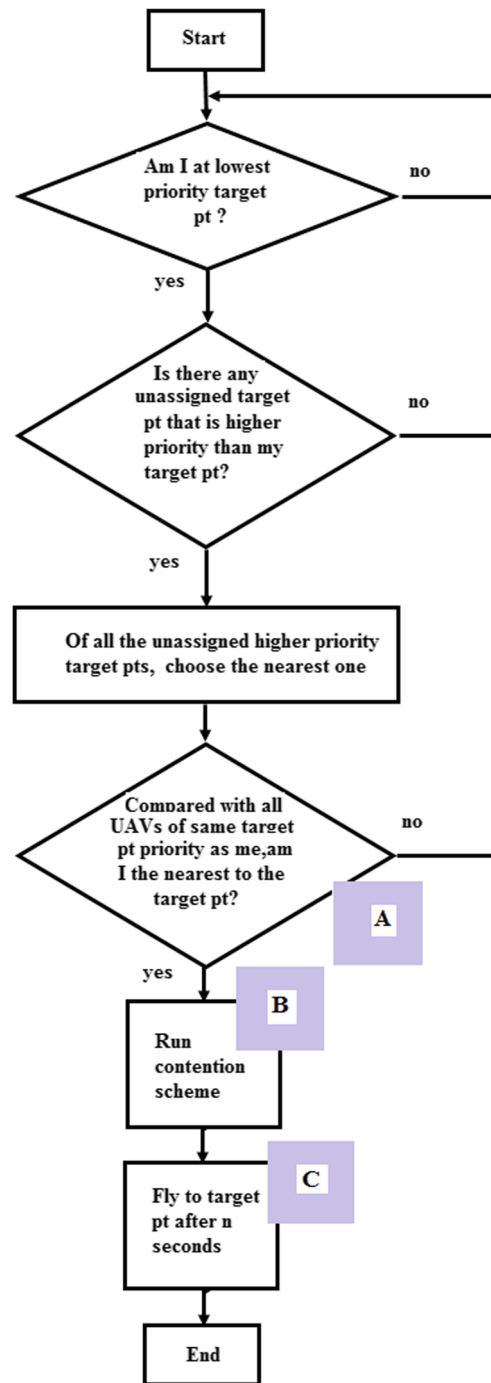 Start
Am I at lowest
priority target
pt ?
no
yes
Is there any
unassigned target
pt that is higher
priority than my
target pt?
no
yes
Of all the unassigned higher priority
target pts, choose the nearest one
Compared with all
UAVs of same target
pt priority as me,am
I the nearest to the
target pt?
no
A
yes
B
Run
contention
scheme
C
Fly to target
pt after n
seconds
End